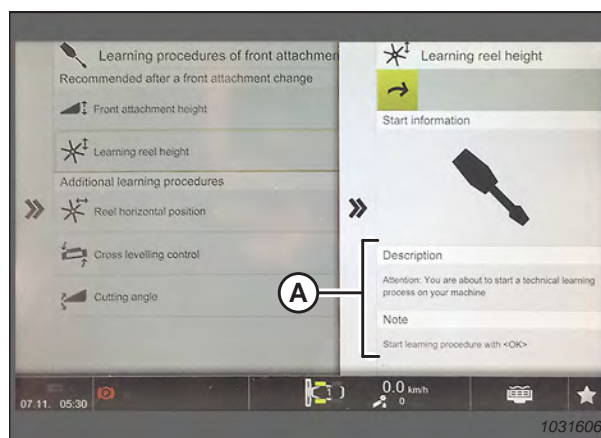 Learning procedures of front attachmen
Recommended after a front attachment change
Front attachment height
Learning reel height
Additional learning procedures
Reel horizontal position
Cross levelling control
Cutting angle
Learning reel height
Start information
Description
Attention: You are about to start a technical learning
process on your machine
Note
Start learning procedure with <OK>
A
07.11. 05:30
0.0 km/h
0
1031606